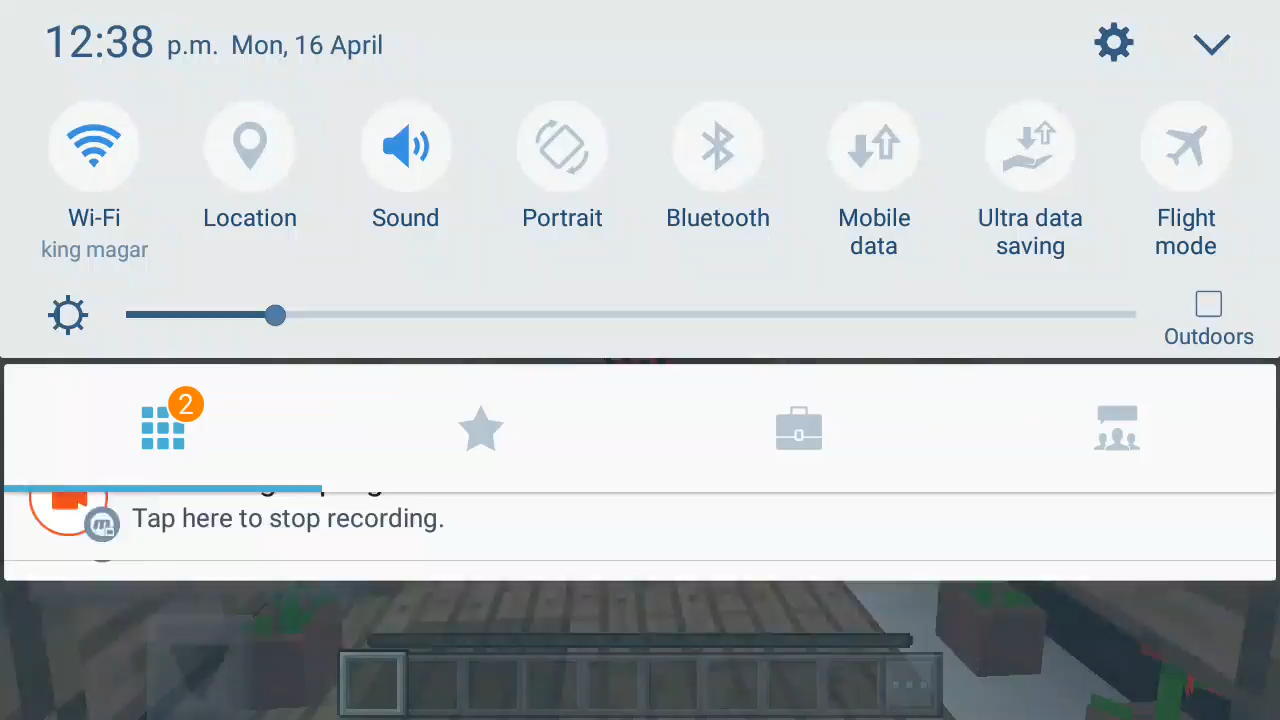 12:38 p.m. Mon, 16 April
Wi-Fi
king magar
Location
Sound
Portrait
Bluetooth
Mobile
data
Ultra data
saving
Flight
mode
Outdoors
2
Tap here to stop recording.